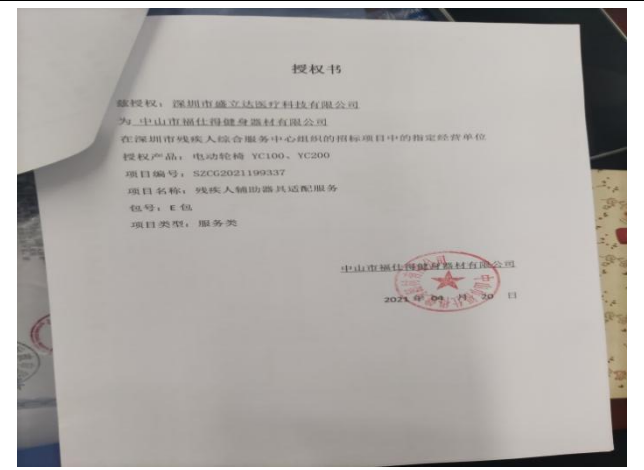 授权书
兹授权：深圳市盛立达医疗科技有限公司
为 中山市福仕得健身器材有限公司
在深圳市残疾人综合服务中心组织的招标项目中的指定经营单位
授权产品：电动轮椅 YC100、YC200
项目编号：SZCG2021199337
项目名称：残疾人辅助器具适配服务
包号：E 包
项目类型：服务类
中山市福仕得健身器材有限公司
2021 年 04 月 20 日